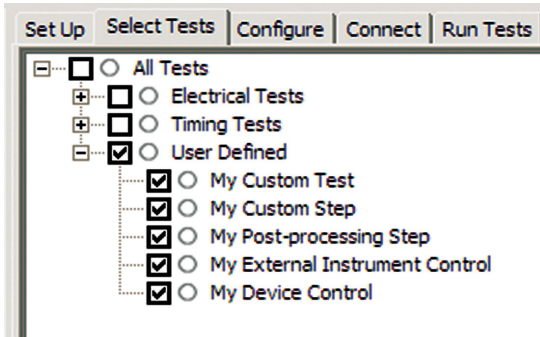 Set Up Select Tests Configure Connect Run Tests
All Tests
Electrical Tests
Timing Tests
User Defined
My Custom Test
My Custom Step
My Post-processing Step
My External Instrument Control
My Device Control